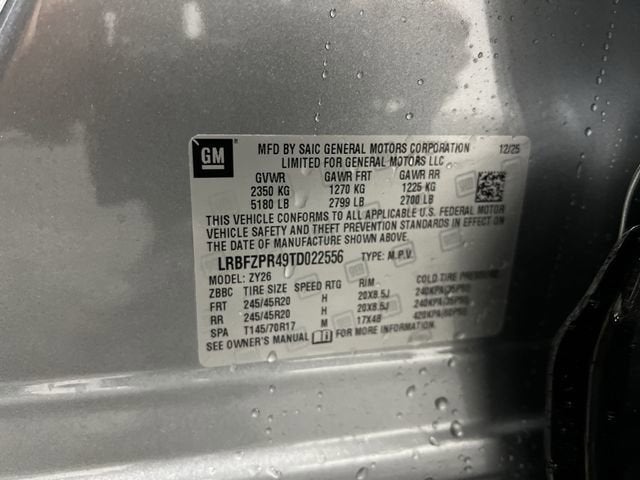 GM
MFD BY SAIC GENERAL MOTORS CORPORATION 12/25
LIMITED FOR GENERAL MOTORS LLC
GVWR GAWR FRT GAWR RR
2350 KG 1270 KG 1225 KG
5180 LB 2799 LB 2700 LB
THIS VEHICLE CONFORMS TO ALL APPLICABLE U.S. FEDERAL MOTOR
VEHICLE SAFETY AND THEFT PREVENTION STANDARDS IN EFFECT ON
THE DATE OF MANUFACTURE SHOWN ABOVE.
LRBFZPR49TD022556 TYPE: M.P.V.
MODEL: ZY26
ZBBC TIRE SIZE SPEED RTG RIM COLD TIRE PRESSURE
FRT 245/45R20 H 20X8.5J 240KPA(35PSI)
RR 245/45R20 H 20X8.5J 240KPA(35PSI)
SPA T145/70R17 M 17X4B 420KPA(60PSI)
SEE OWNER'S MANUAL FOR MORE INFORMATION.